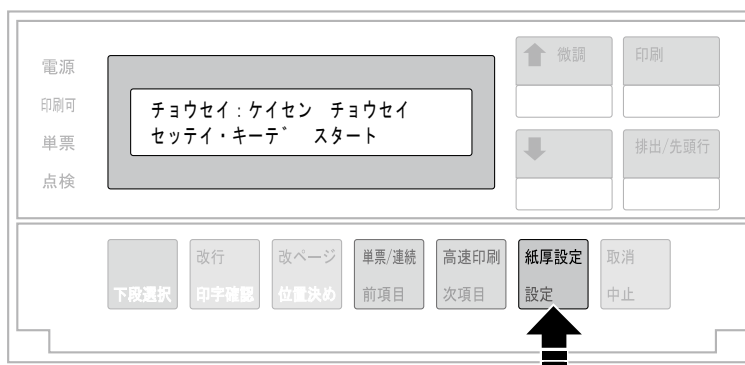 電源
印刷可
単票
点検
チョウセイ:ケイセン チョウセイ
セッテイ・キーデ スタート
微調
印刷
排出/先頭行
下段選択
改行
印字確認
改ページ
位置決め
単票/連続
前項目
高速印刷
次項目
紙厚設定
設定
取消
中止